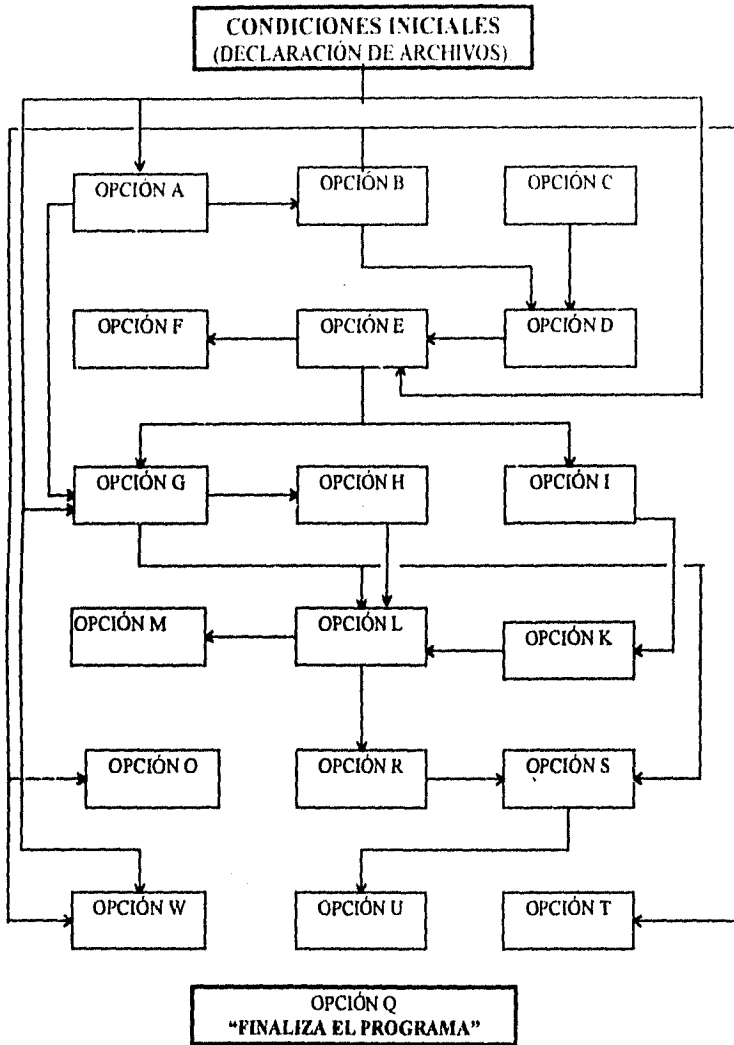 CONDICIONES INICIALES
(DECLARACIÓN DE ARCHIVOS)
OPCIÓN A
OPCIÓN B
OPCIÓN C
OPCIÓN F
OPCIÓN E
OPCIÓN D
OPCIÓN G
OPCIÓN H
OPCIÓN I
OPCIÓN M
OPCIÓN L
OPCIÓN K
OPCIÓN O
OPCIÓN R
OPCIÓN S
OPCIÓN W
OPCIÓN U
OPCIÓN T
OPCIÓN Q
“FINALIZA EL PROGRAMA”